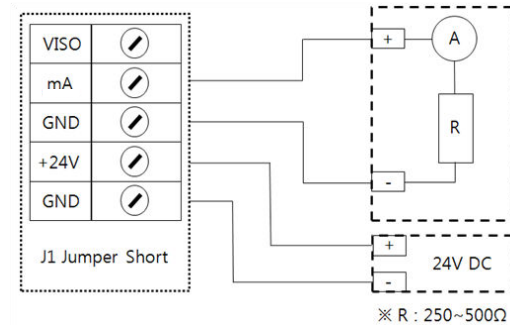 VISO
mA
GND
+24V
GND
J1 Jumper Short
+
A
R
-
+
24V DC
-
※ R : 250~500Ω